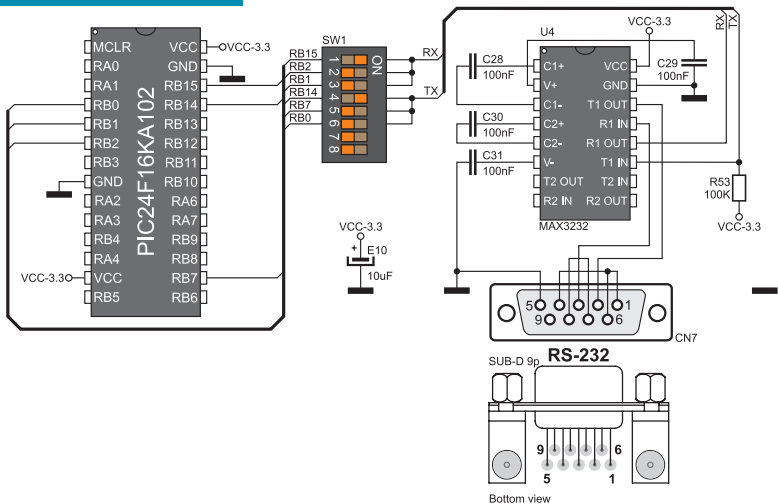 MCLR VCC VCC-3.3
RA0 GND
RA1 RB15
RB0 RB14
RB1 RB13
RB2 RB12
RB3 RB11
GND RB10
RA2 RA6
RA3 RA7
RB4 RB9
RA4 RB8
VCC-3.3 VCC RB7
RB5 RB6
PIC24F16KA102
SW1
RB15
RB2
RB1
RB14
RB7
RB0
1
2
3
4
5
6
7
8
ON
RX
TX
VCC-3.3
+ E10
10uF
C28
100nF
C30
100nF
C31
100nF
U4
C1+ VCC
V+ GND
C1- T1 OUT
C2+ R1 IN
C2- R1 OUT
V- T1 IN
T2 OUT T2 IN
R2 IN R2 OUT
MAX3232
VCC-3.3
C29
100nF
RX
TX
R53
100K
VCC-3.3
5 1
9 6
CN7
SUB-D 9p RS-232
9 6
5 1
Bottom view